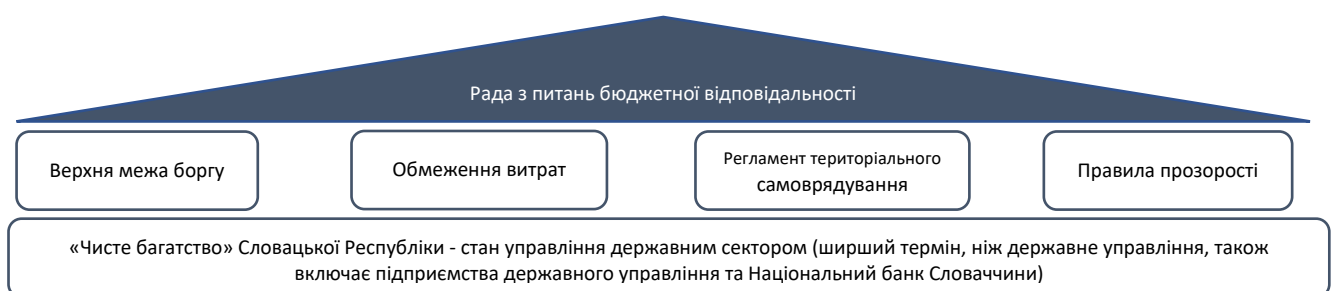 Рада з питань бюджетної відповідальності
Верхня межа боргу
Обмеження витрат
Регламент територіального
самоврядування
Правила прозорості
«Чисте багатство» Словацької Республіки - стан управління державним сектором (ширший термін, ніж державне управління, також
включає підприємства державного управління та Національний банк Словаччини)